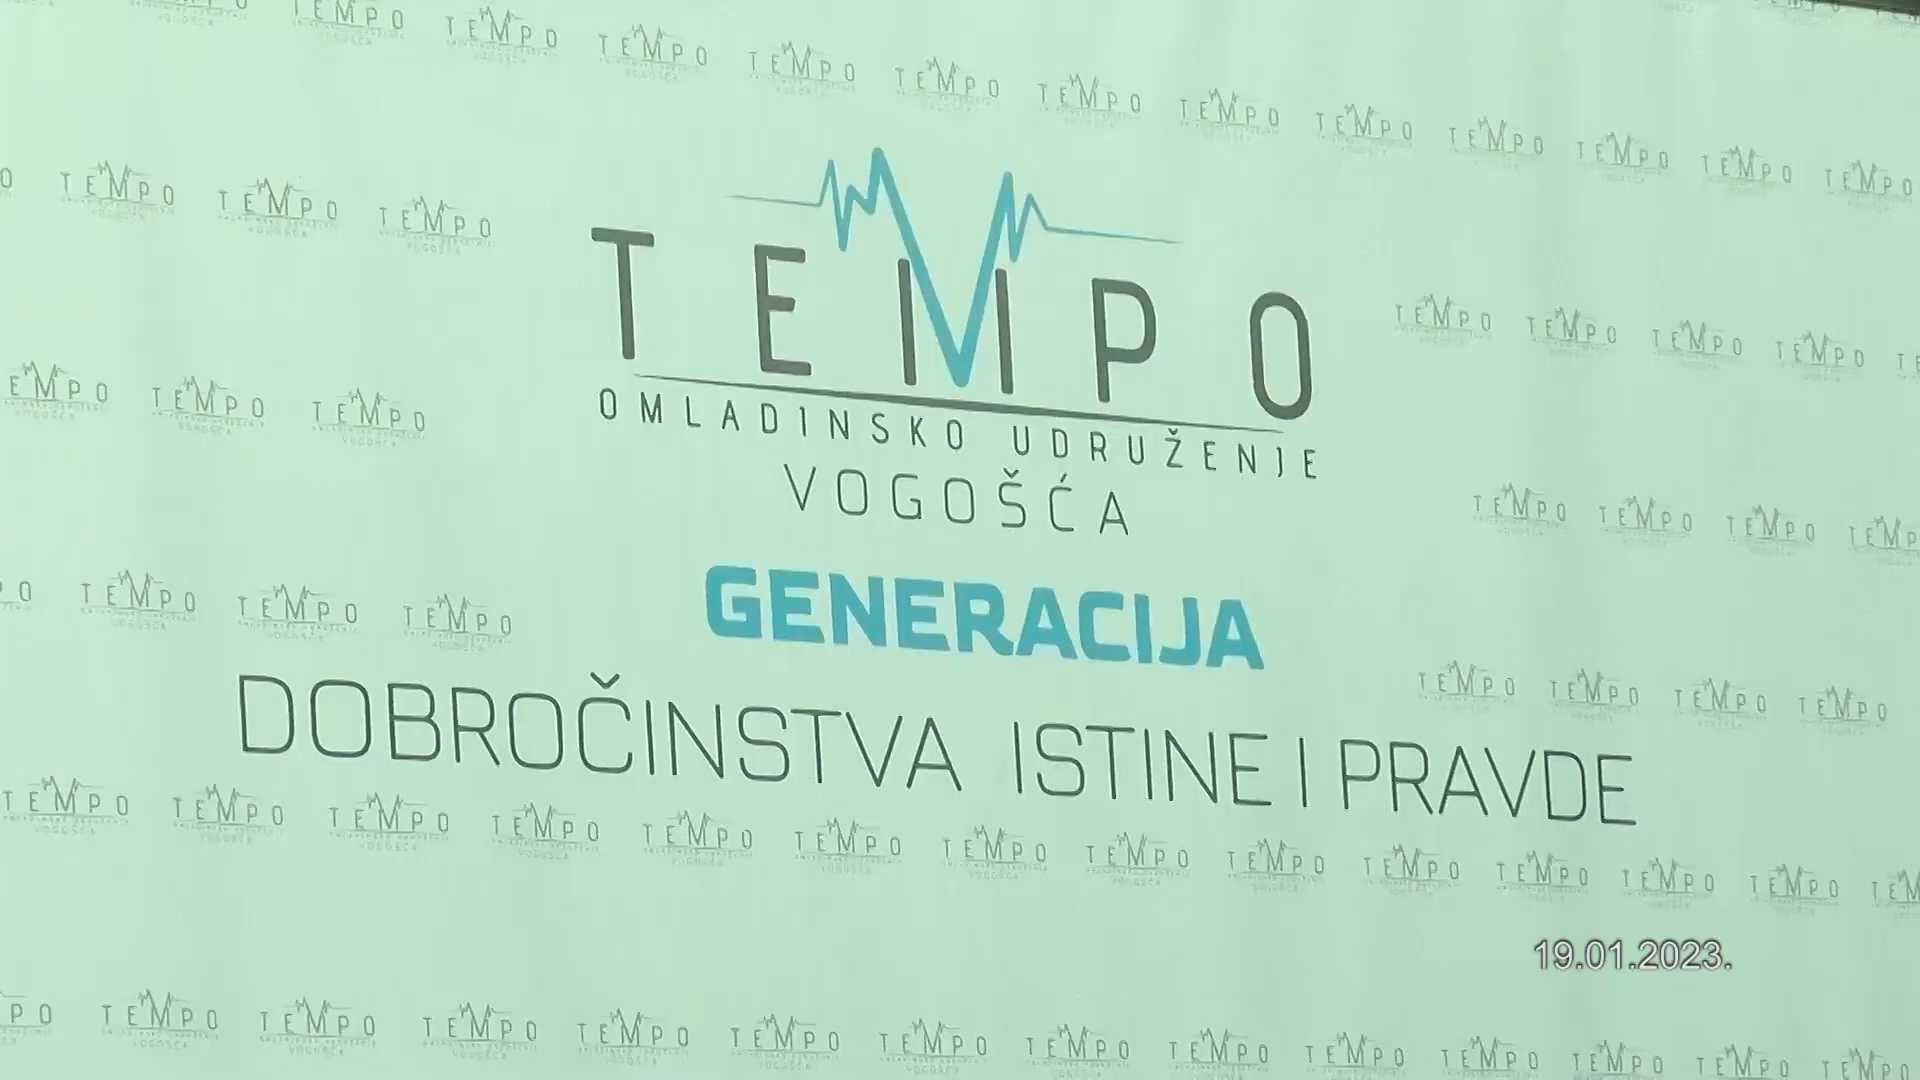 TEMPO
OMLADINSKO UDRUŽENJE
VOGOŠĆA
GENERACIJA
DOBROČINSTVA ISTINE I PRAVDE
19.01.2023.